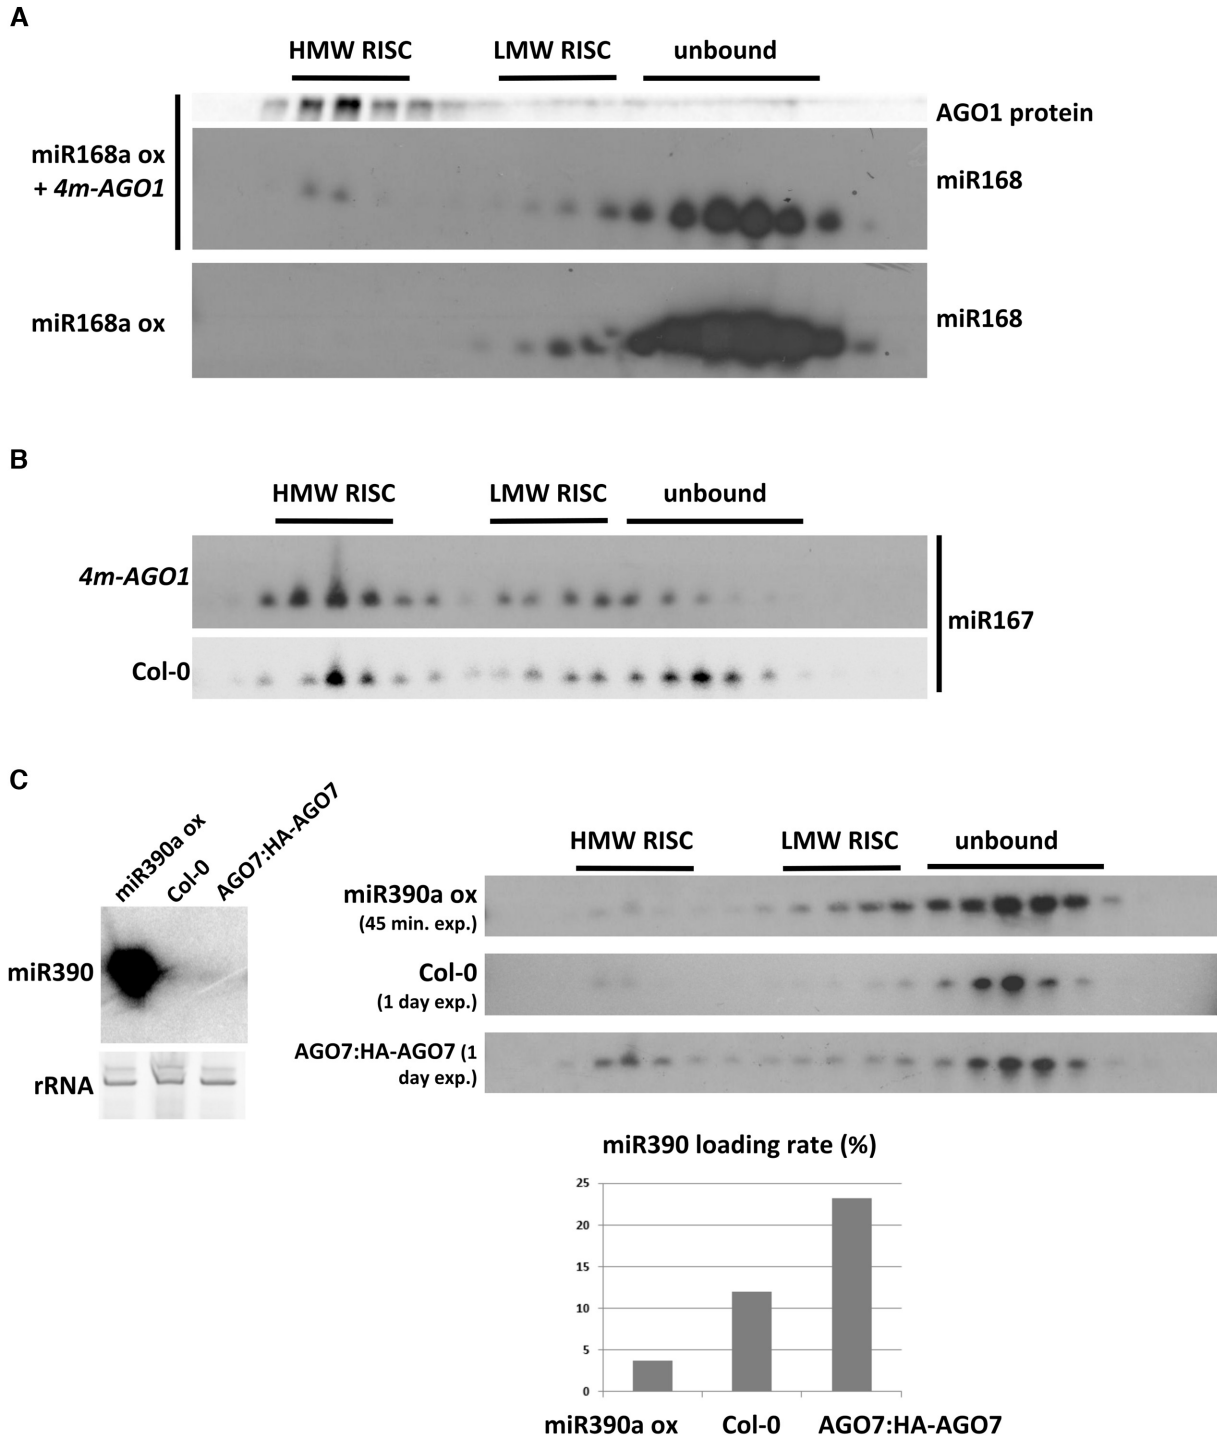 A
HMW RISC LMW RISC unbound
AGO1 protein
miR168a ox
+ 4m-AGO1
miR168
miR168a ox
miR168
B
HMW RISC LMW RISC unbound
4m-AGO1
miR167
Col-0
C
miR390a ox
Col-0
AGO7:HA-AGO7
miR390
rRNA
HMW RISC LMW RISC unbound
miR390a ox
(45 min. exp.)
Col-0
(1 day exp.)
AGO7:HA-AGO7 (1
day exp.)
miR390 loading rate (%)
25
20
15
10
5
0
miR390a ox Col-0 AGO7:HA-AGO7